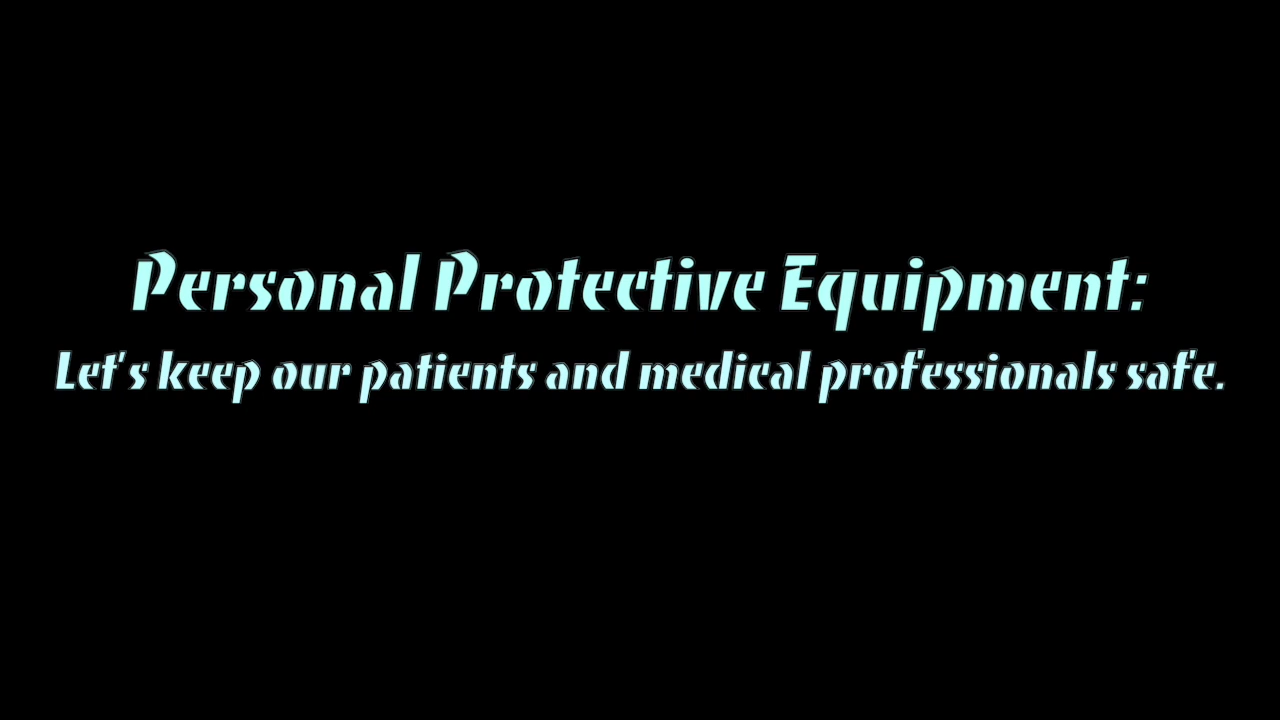 Personal Protective Equipment:
Let's keep our patients and medical professionals safe.